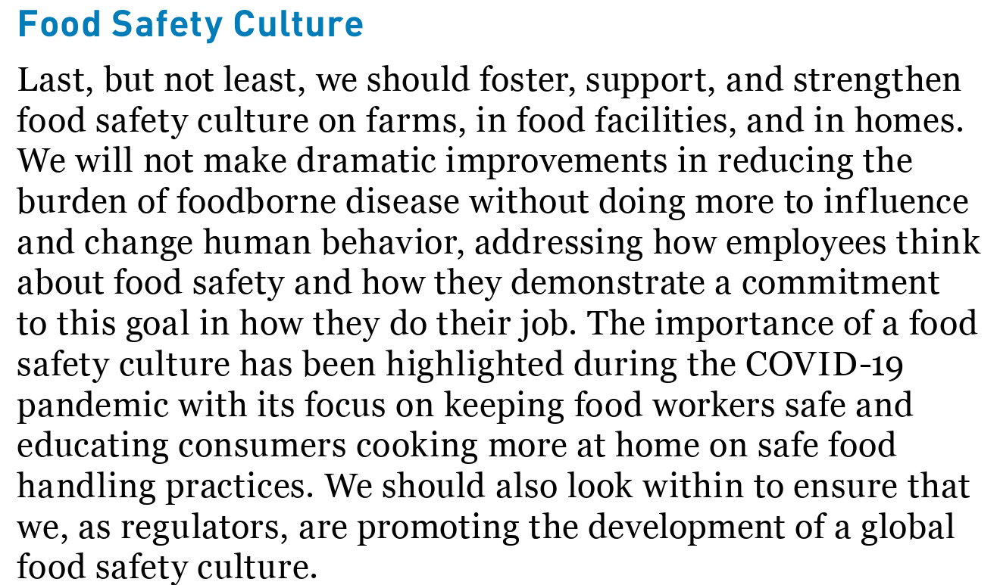 Food Safety Culture
Last, but not least, we should foster, support, and strengthen
food safety culture on farms, in food facilities, and in homes.
We will not make dramatic improvements in reducing the
burden of foodborne disease without doing more to influence
and change human behavior, addressing how employees think
about food safety and how they demonstrate a commitment
to this goal in how they do their job. The importance of a food
safety culture has been highlighted during the COVID-19
pandemic with its focus on keeping food workers safe and
educating consumers cooking more at home on safe food
handling practices. We should also look within to ensure that
we, as regulators, are promoting the development of a global
food safety culture.